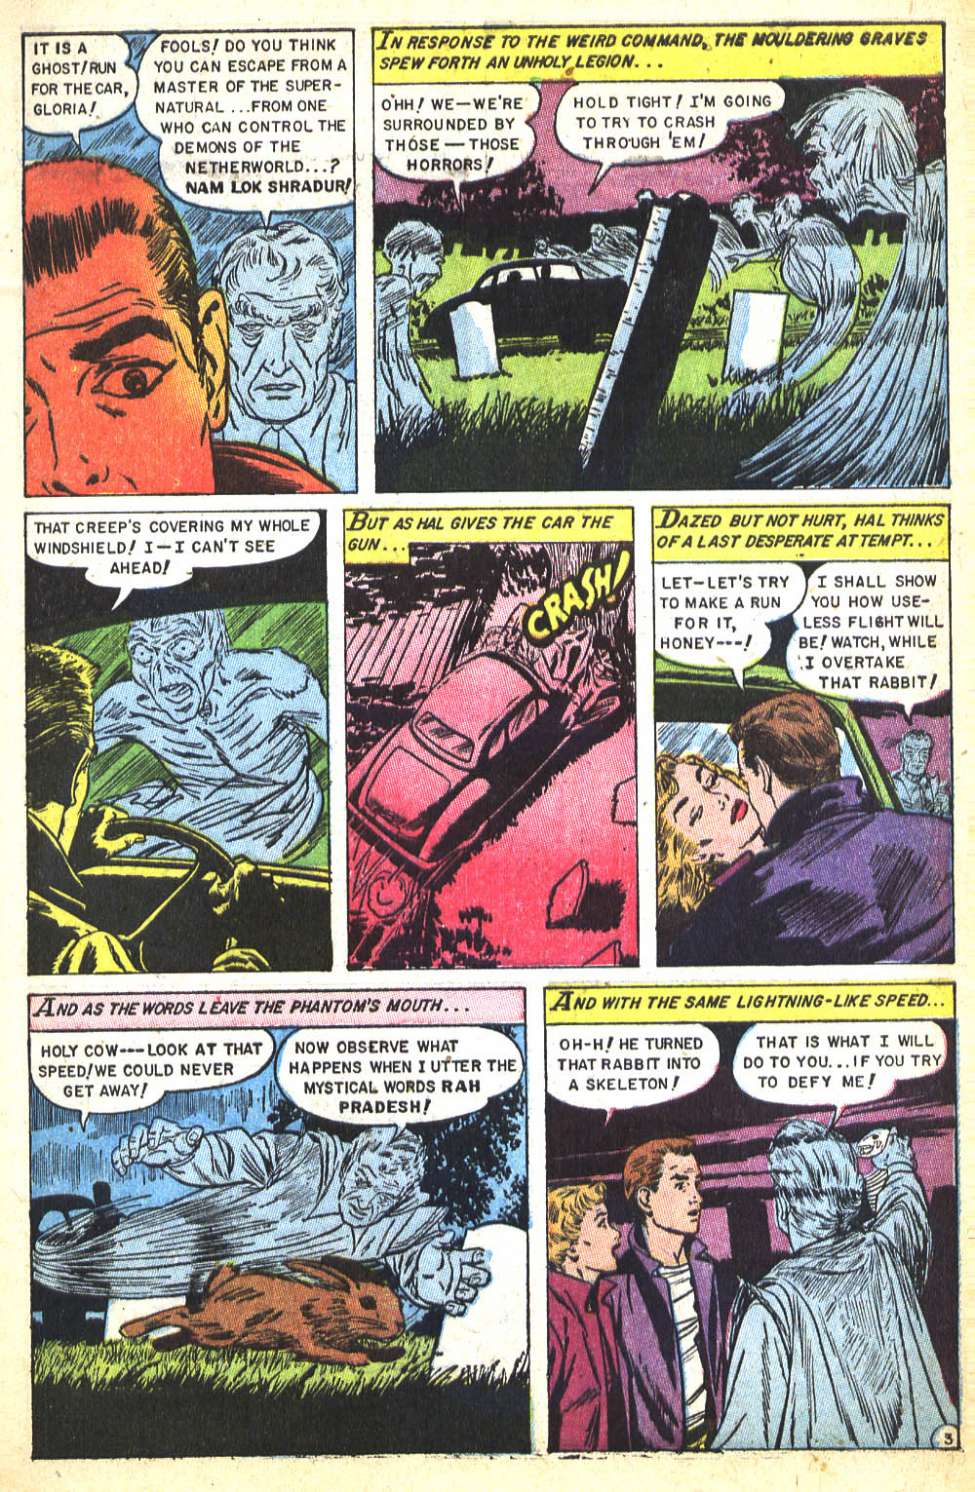 IT IS A
GHOST! RUN
FOR THE CAR,
GLORIA!
FOOLS! DO YOU THINK
YOU CAN ESCAPE FROM A
MASTER OF THE SUPER-
NATURAL ...FROM ONE
WHO CAN CONTROL THE
DEMONS OF THE
NETHERWORLD...?
NAM LOK SHRADUR!
IN RESPONSE TO THE WEIRD COMMAND, THE MOULDERING GRAVES
SPEW FORTH AN UNHOLY LEGION...
OHH! WE—WE'RE
SURROUNDED BY
THOSE—THOSE
HORRORS!
HOLD TIGHT! I'M GOING
TO TRY TO CRASH
THROUGH 'EM!
THAT CREEP'S COVERING MY WHOLE
WINDSHIELD! I—I CAN'T SEE
AHEAD!
BUT AS HAL GIVES THE CAR THE
GUN...
CRASH!
DAZED BUT NOT HURT, HAL THINKS
OF A LAST DESPERATE ATTEMPT...
LET—LET'S TRY
TO MAKE A RUN
FOR IT,
HONEY---!
I SHALL SHOW
YOU HOW USE-
LESS FLIGHT WILL
BE! WATCH, WHILE
I OVERTAKE
THAT RABBIT!
AND AS THE WORDS LEAVE THE PHANTOM'S MOUTH...
HOLY COW---LOOK AT THAT
SPEED! WE COULD NEVER
GET AWAY!
NOW OBSERVE WHAT
HAPPENS WHEN I UTTER THE
MYSTICAL WORDS RAH
PRADESH!
AND WITH THE SAME LIGHTNING-LIKE SPEED...
OH-H! HE TURNED
THAT RABBIT INTO
A SKELETON!
THAT IS WHAT I WILL
DO TO YOU...IF YOU TRY
TO DEFY ME!
3